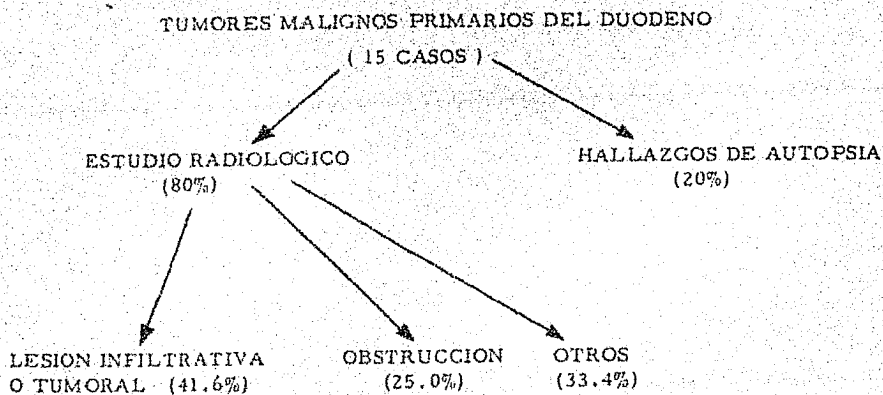 TUMORES MALIGNOS PRIMARIOS DEL DUODENO
( 15 CASOS )
ESTUDIO RADIOLOGICO
(80%)
HALLAZGOS DE AUTOPSIA
(20%)
LESION INFILTRATIVA
O TUMORAL (41.6%)
OBSTRUCCION
(25.0%)
OTROS
(33.4%)